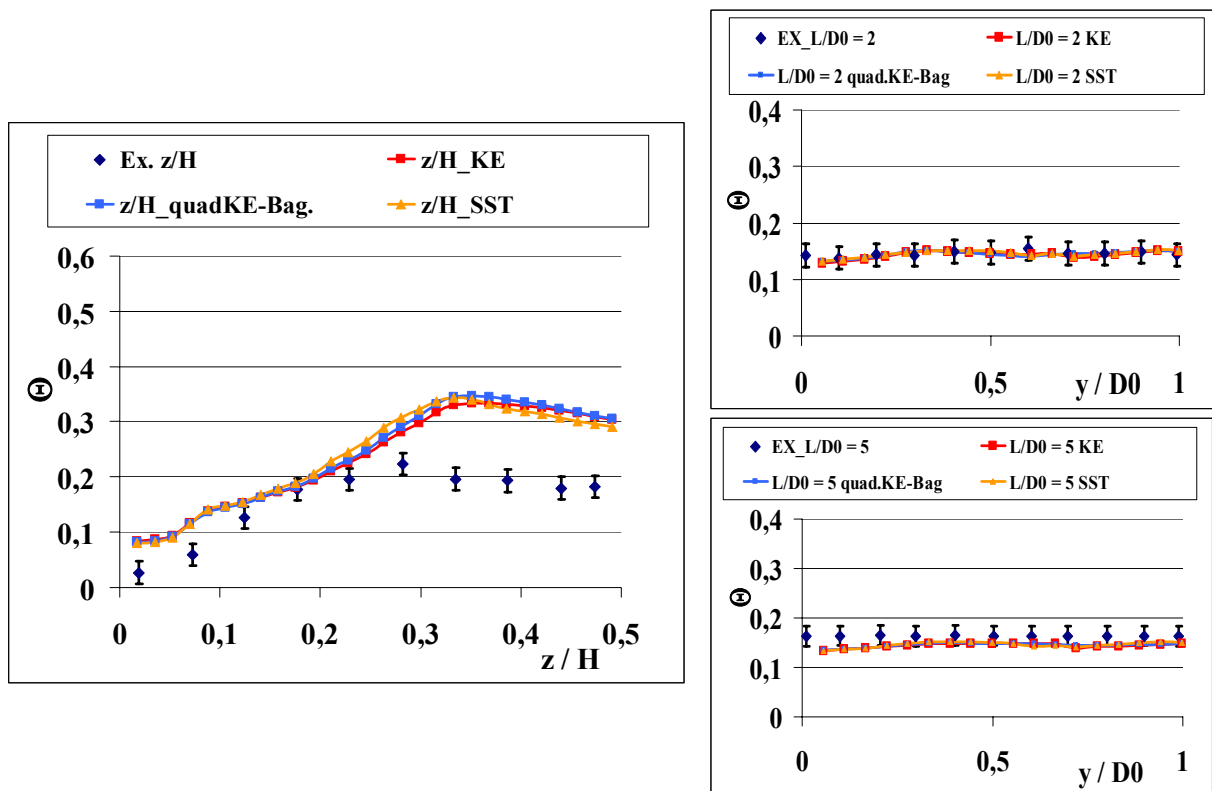 Ex. z/H z/H_KE
z/H_quadKE-Bag. z/H_SST
0,6
0,5
0,4
Θ
0,3
0,2
0,1
0
0 0,1 0,2 0,3 0,4 0,5
z / H
EX_L/D0 = 2 L/D0 = 2 KE
L/D0 = 2 quad.KE-Bag L/D0 = 2 SST
0,4
0,3
Θ
0,2
0,1
0
0 0,5 y / D0 1
EX_L/D0 = 5 L/D0 = 5 KE
L/D0 = 5 quad.KE-Bag L/D0 = 5 SST
0,4
0,3
Θ
0,2
0,1
0
0 0,5 1
y / D0